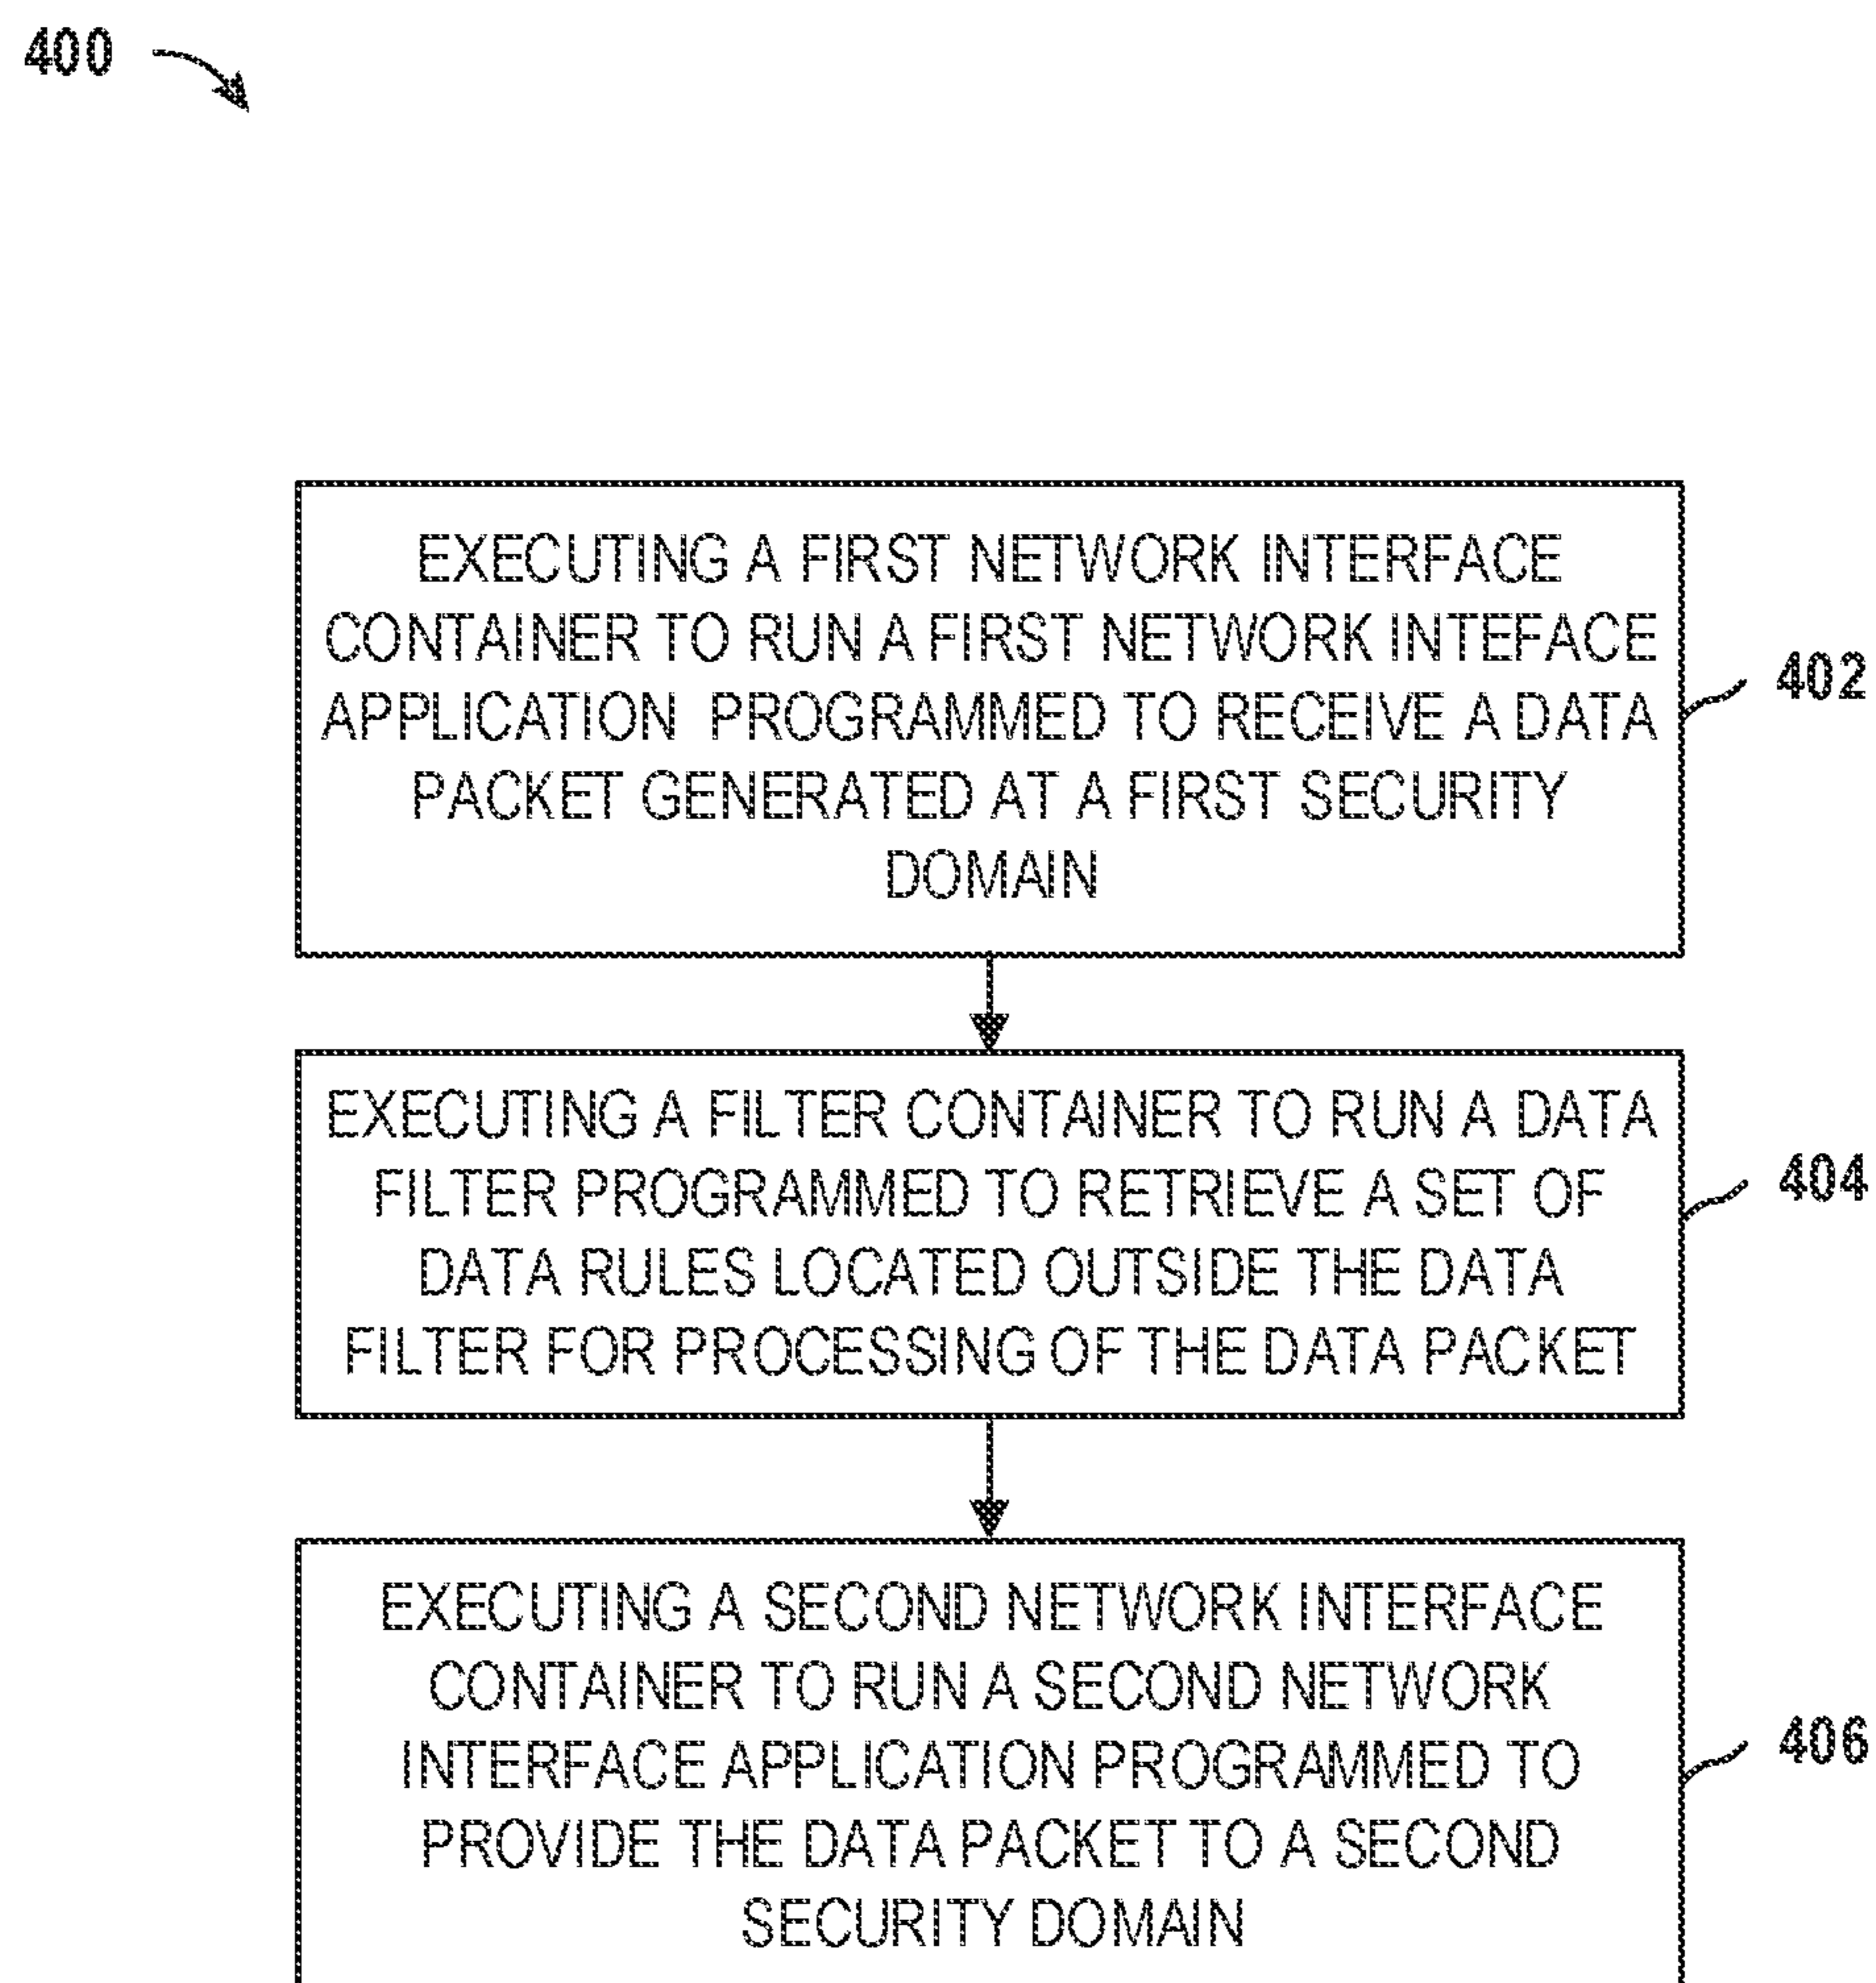 400
EXECUTING A FIRST NETWORK INTERFACE
CONTAINER TO RUN A FIRST NETWORK INTEFACE
APPLICATION PROGRAMMED TO RECEIVE A DATA
PACKET GENERATED AT A FIRST SECURITY
DOMAIN
402
EXECUTING A FILTER CONTAINER TO RUN A DATA
FILTER PROGRAMMED TO RETRIEVE A SET OF
DATA RULES LOCATED OUTSIDE THE DATA
FILTER FOR PROCESSING OF THE DATA PACKET
404
EXECUTING A SECOND NETWORK INTERFACE
CONTAINER TO RUN A SECOND NETWORK
INTERFACE APPLICATION PROGRAMMED TO
PROVIDE THE DATA PACKET TO A SECOND
SECURITY DOMAIN
406